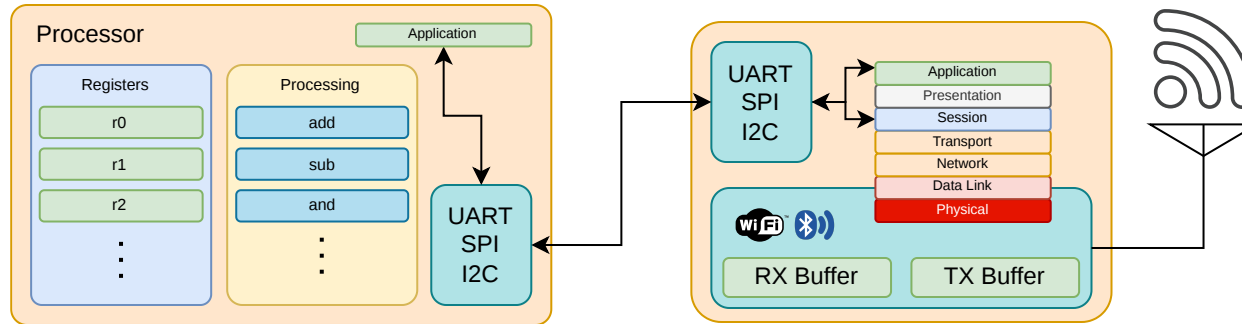 Processor
Application
Registers
r0
r1
r2
Processing
add
sub
and
UART
SPI
I2C
UART
SPI
I2C
Application
Presentation
Session
Transport
Network
Data Link
Physical
WiFi™
RX Buffer
TX Buffer